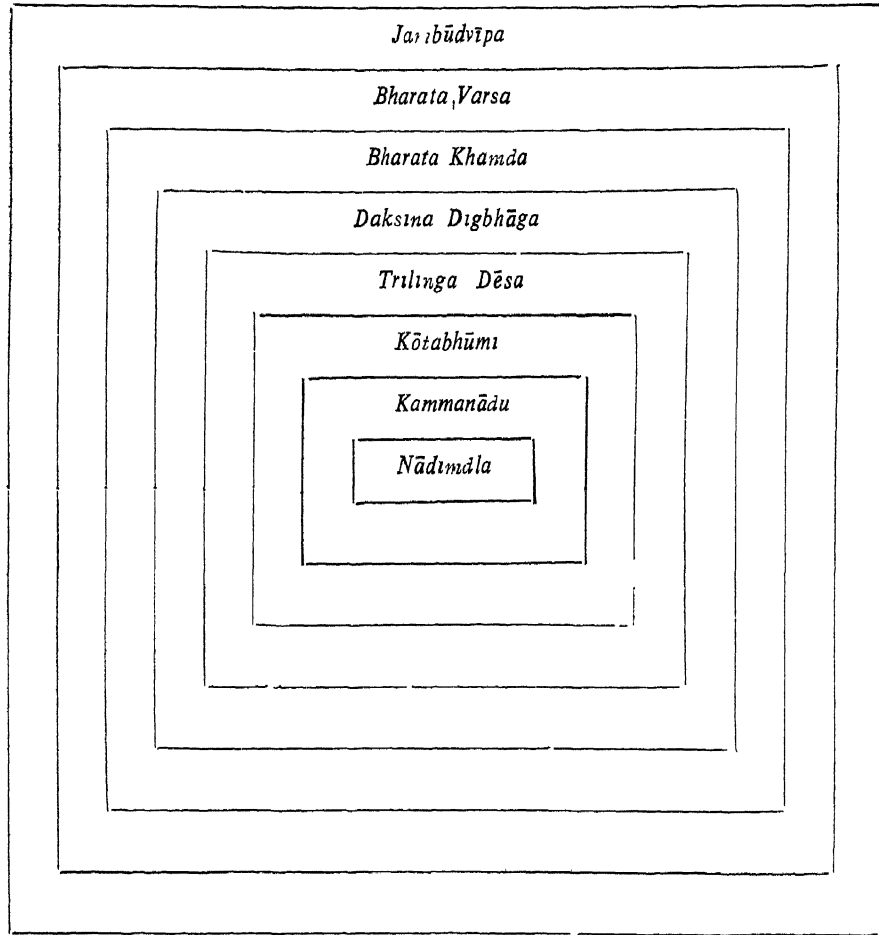 Jambūdvīpa
Bharata Varsa
Bharata Khamda
Daksina Digbhāga
Trilinga Dēsa
Kōtabhūmi
Kammanādu
Nādimdla